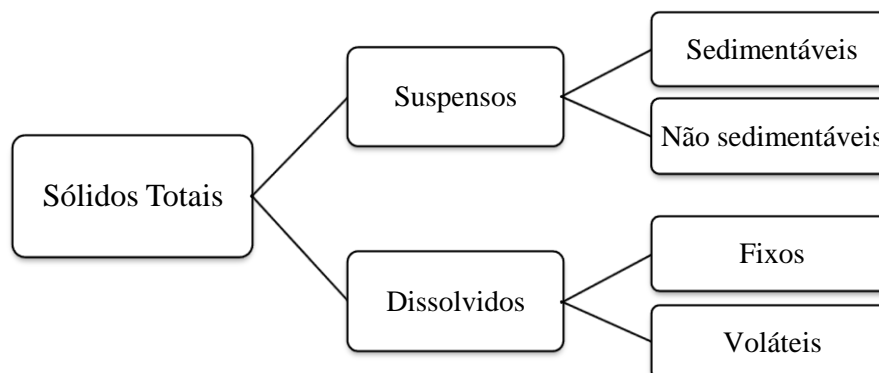 Sólidos Totais
Suspensos
Sedimentáveis
Não sedimentáveis
Dissolvidos
Fixos
Voláteis